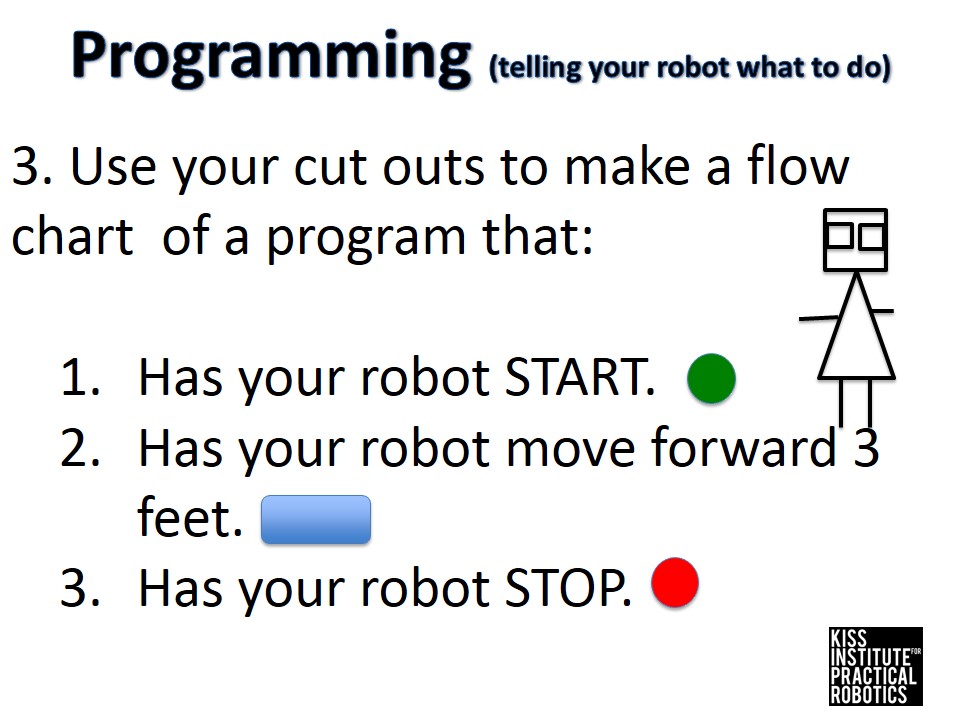 Programming (telling your robot what to do)
3. Use your cut outs to make a flow
chart  of a program that:
1. Has your robot START.
2. Has your robot move forward 3
feet.
3. Has your robot STOP.
KISS
INSTITUTE FOR
PRACTICAL
ROBOTICS